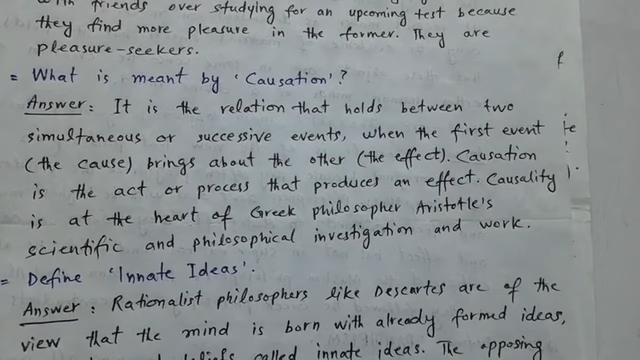 with friends over studying for an upcoming test because
they find more pleasure in the former. They are
pleasure-seekers.
= What is meant by 'Causation'?
Answer: It is the relation that holds between two
simultaneous or successive events, when the first event
(the cause) brings about the other (the effect). Causation
is the act or process that produces an effect. Causality
is at the heart of Greek philosopher Aristotle's
scientific and philosophical investigation and work.
= Define 'Innate Ideas'.
Answer: Rationalist philosophers like Descartes are of the
view that the mind is born with already formed ideas,
called innate ideas. The opposing